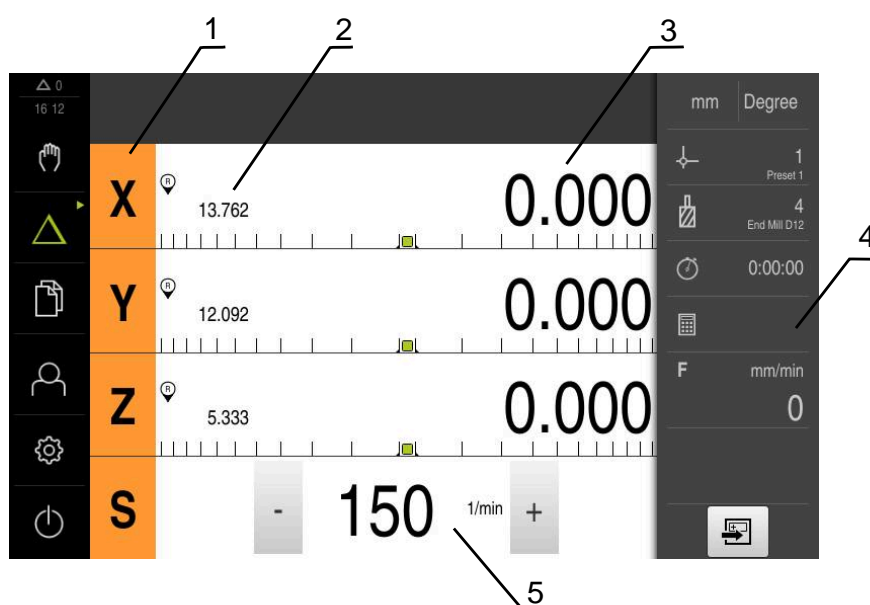 1 2 3
0
16 12
mm Degree
X R 13.762 0.000
1
Preset 1
4
End Mill D12
4
0:00:00
Y R 12.092 0.000
F mm/min
0
Z R 5.333 0.000
S - 150 1/min +
5